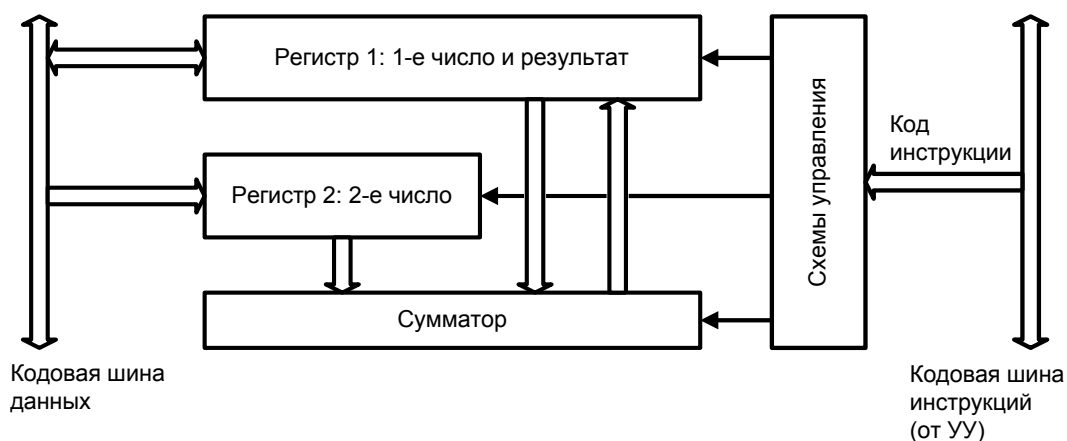 Регистр 1: 1-е число и результат
Регистр 2: 2-е число
Сумматор
Схемы управления
Код
инструкции
Кодовая шина
данных
Кодовая шина
инструкций
(от УУ)